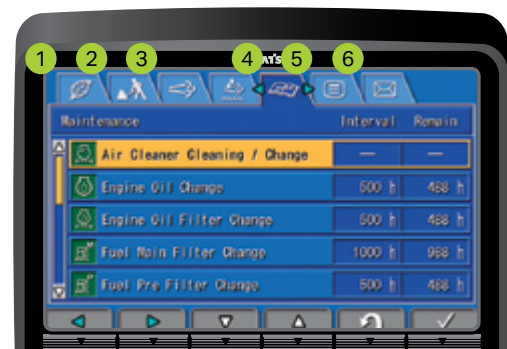 1 2 3 4 5 6
Maintenance Interval Remain
Air Cleaner Cleaning / Change — —
Engine Oil Change 500 h 488 h
Engine Oil Filter Change 500 h 488 h
Fuel Main Filter Change 1000 h 988 h
Fuel Pre Filter Change 500 h 488 h